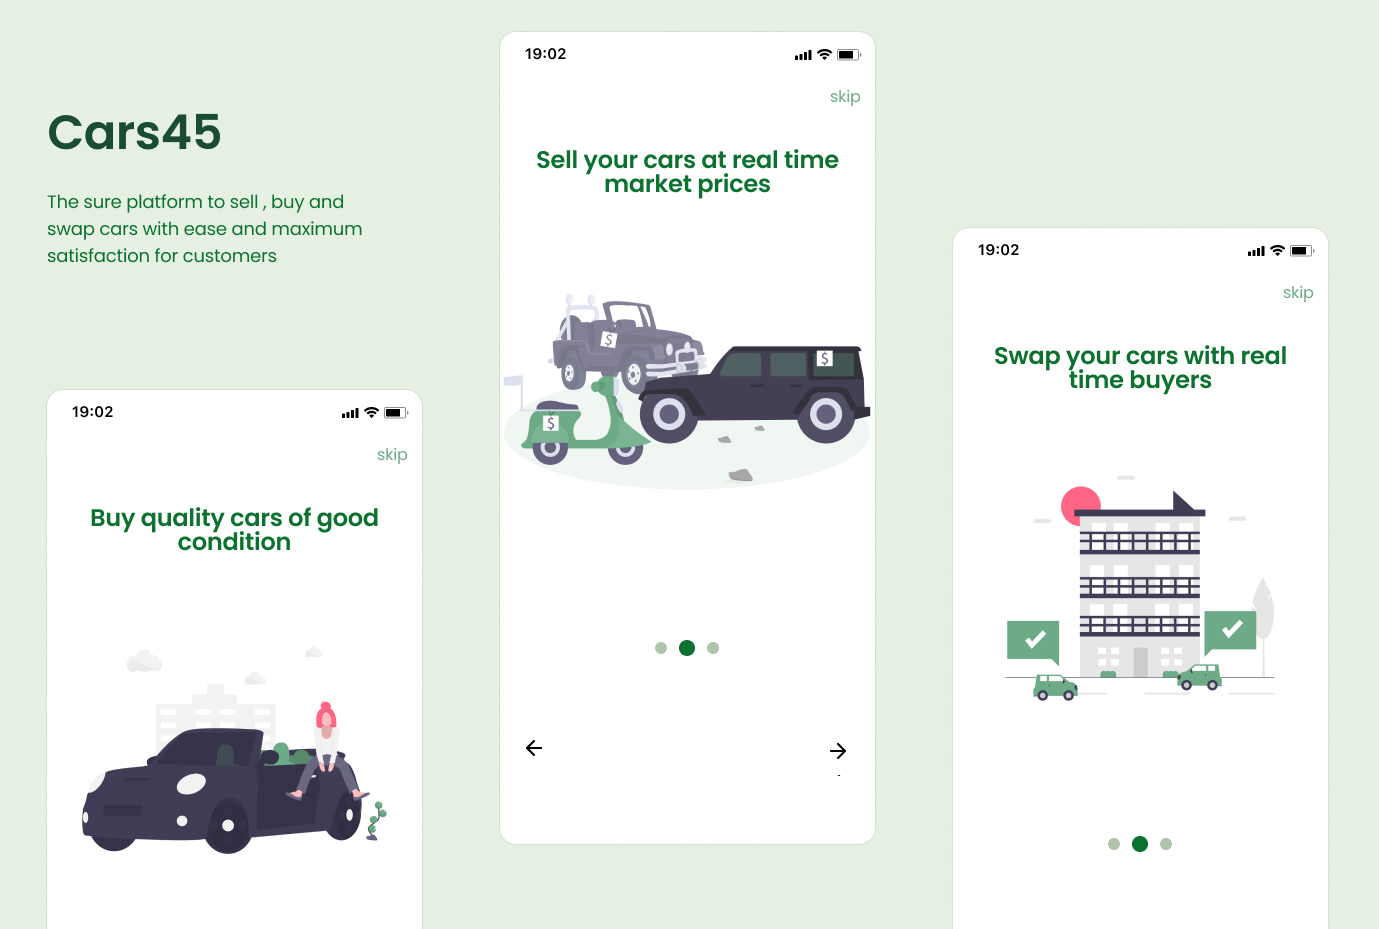 Cars45
The sure platform to sell , buy and
swap cars with ease and maximum
satisfaction for customers
19:02
skip
Buy quality cars of good
condition
19:02
skip
Sell your cars at real time
market prices
$
$
$
19:02
skip
Swap your cars with real
time buyers